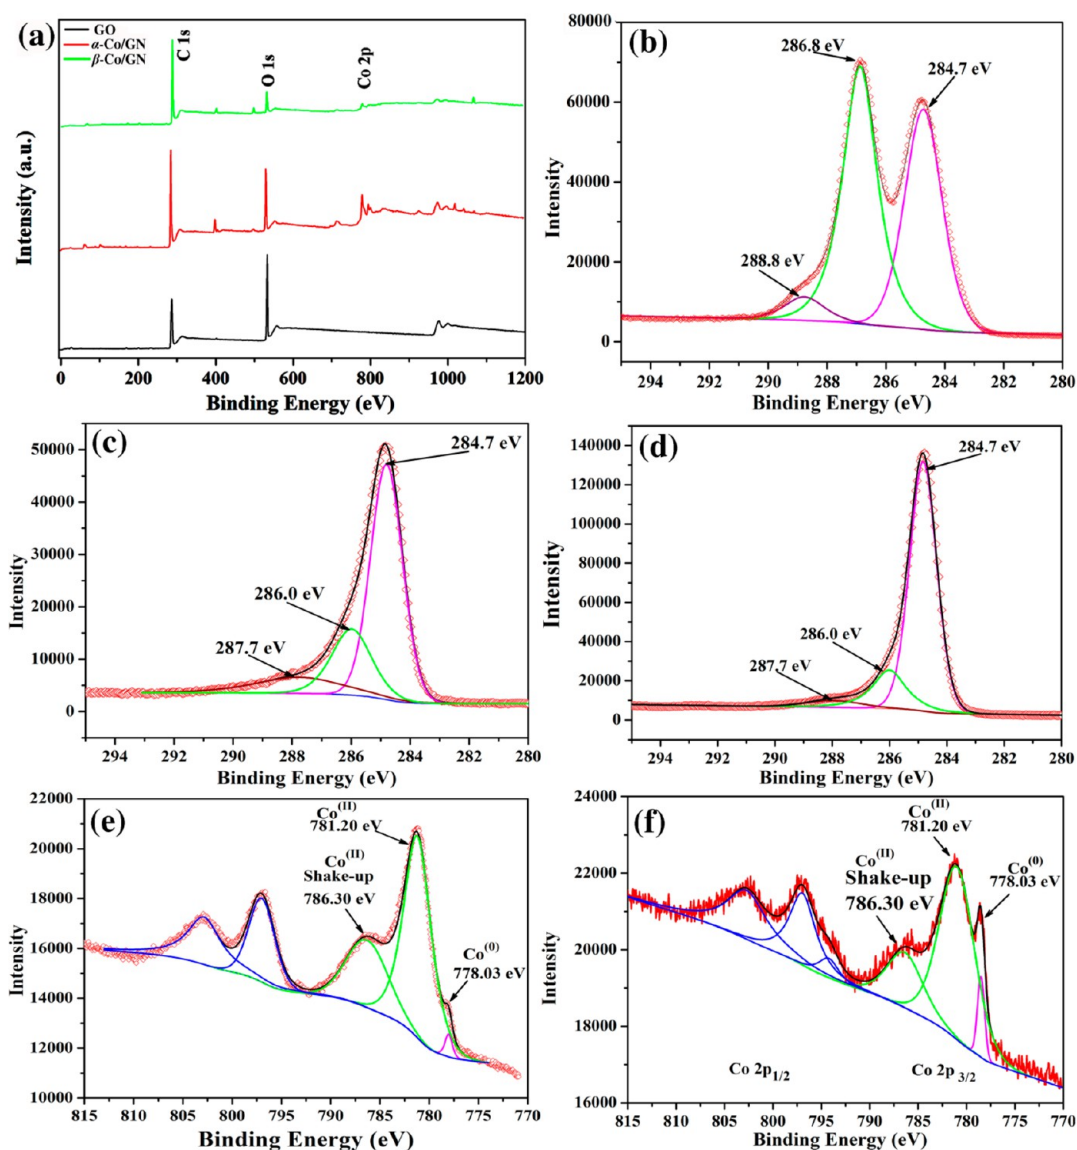 (a)
GO
α-Co/GN
β-Co/GN
C 1s
O 1s
Co 2p
Intensity (a.u.)
0 200 400 600 800 1000 1200
Binding Energy (eV)
(b)
286.8 eV
284.7 eV
288.8 eV
80000
60000
40000
20000
0
Intensity
294 292 290 288 286 284 282 280
Binding Energy (eV)
(c)
284.7 eV
286.0 eV
287.7 eV
50000
40000
30000
20000
10000
0
Intensity
294 292 290 288 286 284 282 280
Binding Energy (eV)
(d)
284.7 eV
286.0 eV
287.7 eV
140000
120000
100000
80000
60000
40000
20000
0
Intensity
294 292 290 288 286 284 282 280
Binding Energy (eV)
(e)
Co(II)
781.20 eV
Co(II)
Shake-up
786.30 eV
Co(0)
778.03 eV
22000
20000
18000
16000
14000
12000
10000
Intensity
815 805 800 795 790 785 780 775 770
Binding Energy (eV)
(f)
Co(II)
781.20 eV
Co(II)
Shake-up
786.30 eV
Co(0)
778.03 eV
Co 2p1/2
Co 2p 3/2
24000
22000
20000
18000
16000
Intensity
815 810 805 800 795 790 785 780 775 770
Binding Energy (eV)